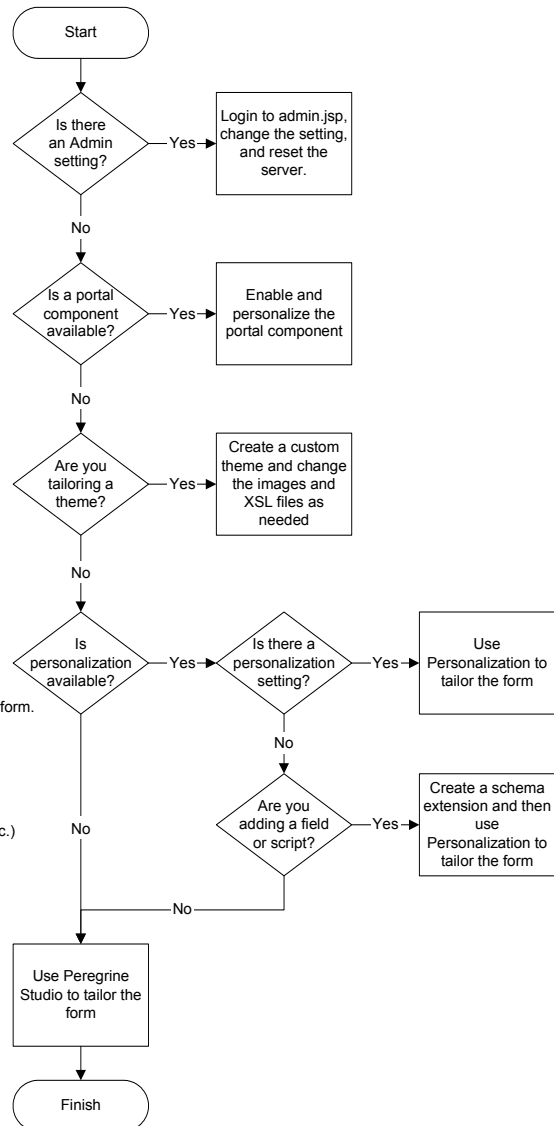 Start
Is there
an Admin
setting?
Yes
Login to admin.jsp,
change the setting,
and reset the
server.
No
Is a portal
component
available?
Yes
Enable and
personalize the
portal component
No
Are you
tailoring a
theme?
Yes
Create a custom
theme and change
the images and
XSL files as
needed
No
Is
personalization
available?
Yes
Is there a
personalization
setting?
Yes
Use
Personalization to
tailor the form
form.
No
Are you
adding a field
or script?
Yes
Create a schema
extension and then
use
Personalization to
tailor the form
c.)
No
No
Use Peregrine
Studio to tailor the
form
Finish